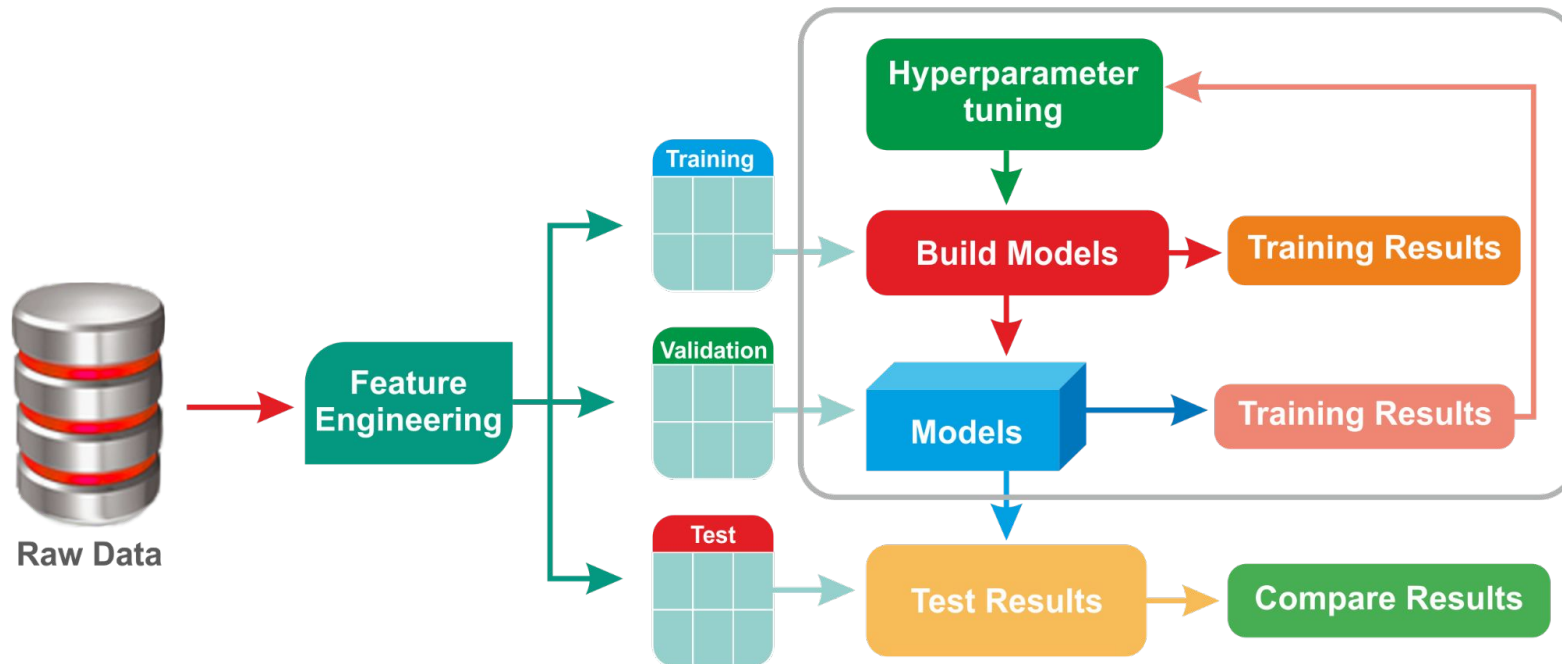 Raw Data
Feature
Engineering
Training
Validation
Test
Hyperparameter
tuning
Build Models
Training Results
Models
Training Results
Test Results
Compare Results